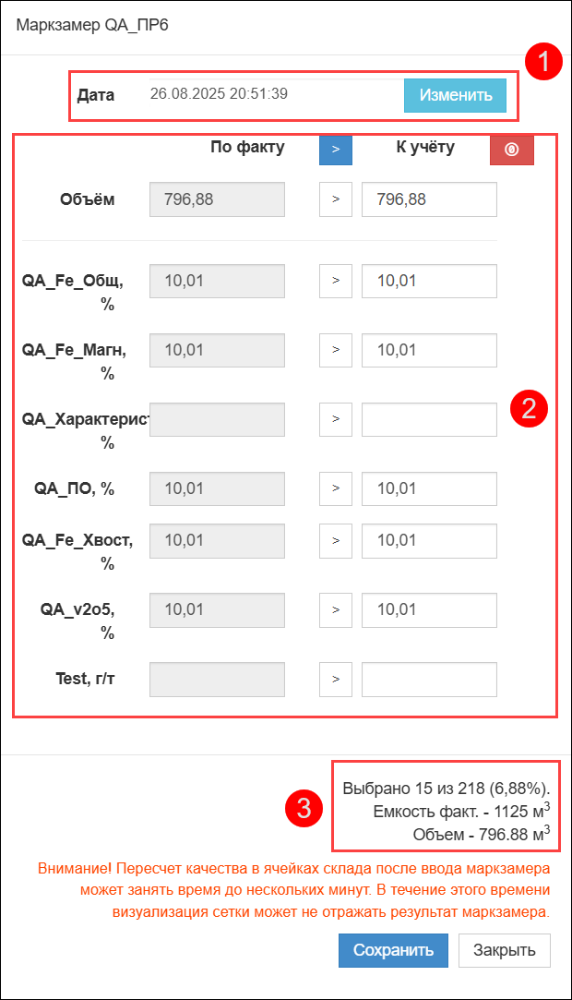 Маркзамер QA_ПР6
1
Дата 26.08.2025 20:51:39 Изменить
По факту > К учёту
Объём 796,88 > 796,88
QA_Fe_Общ, % 10,01 > 10,01
QA_Fe_Магн, % 10,01 > 10,01
QA_Характерист % >
2
QA_ПО, % 10,01 > 10,01
QA_Fe_Хвост, % 10,01 > 10,01
QA_v2o5, % 10,01 > 10,01
Test, г/т >
3
Выбрано 15 из 218 (6,88%).
Емкость факт. - 1125 м³
Объем - 796.88 м³
Внимание! Пересчет качества в ячейках склада после ввода маркзамера
может занять время до нескольких минут. В течение этого времени
визуализация сетки может не отражать результат маркзамера.
Сохранить Закрыть